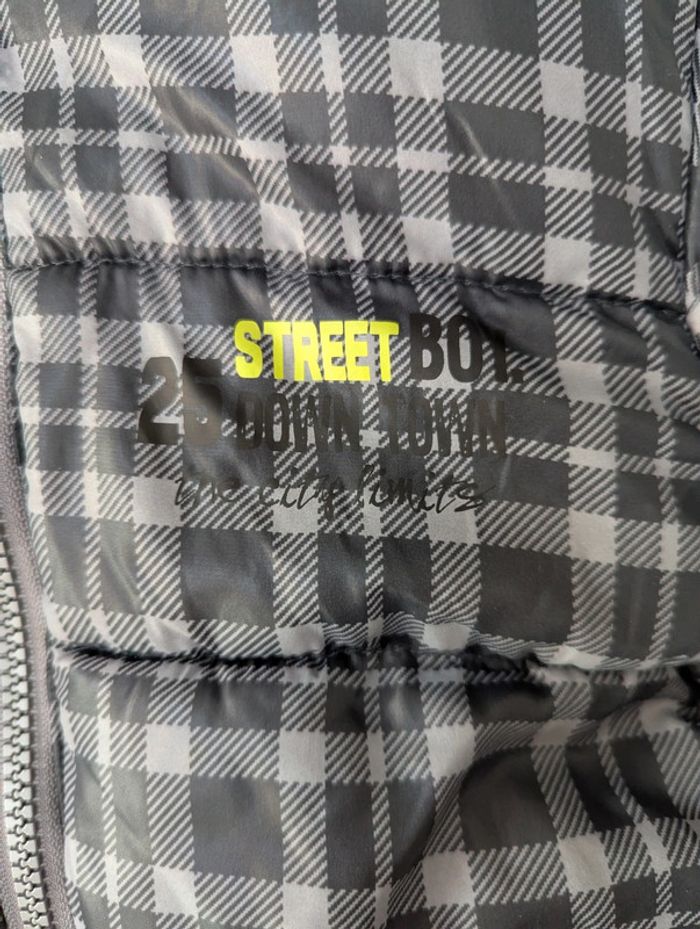 STREET BOY.
25 DOWN TOWN
the city limits